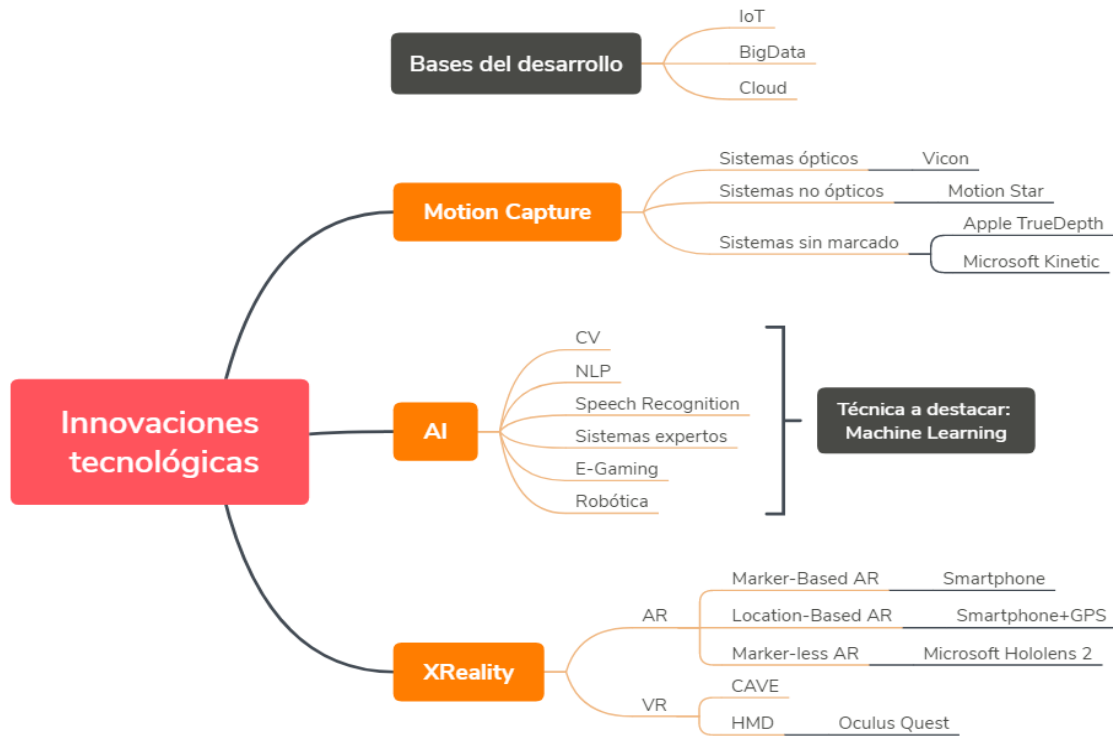 Bases del desarrollo
IoT
BigData
Cloud
Motion Capture
Sistemas ópticos
Vicon
Sistemas no ópticos
Motion Star
Sistemas sin marcado
Apple TrueDepth
Microsoft Kinetic
Innovaciones
tecnológicas
AI
CV
NLP
Speech Recognition
Sistemas expertos
E-Gaming
Robótica
Técnica a destacar:
Machine Learning
XReality
AR
Marker-Based AR
Smartphone
Location-Based AR
Smartphone+GPS
Marker-less AR
Microsoft Hololens 2
VR
CAVE
HMD
Oculus Quest